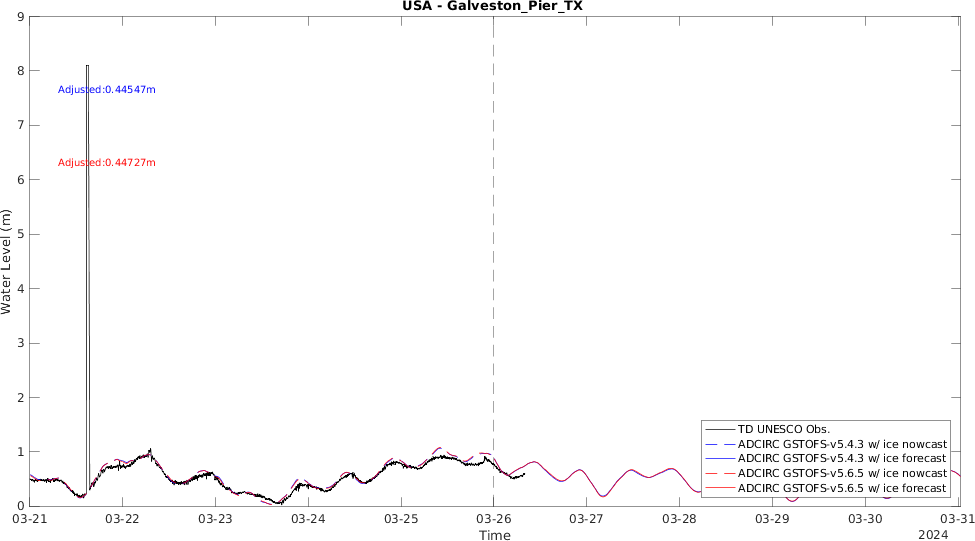 USA - Galveston_Pier_TX
9
8
7
6
5
4
3
2
1
0
Water Level (m)
Adjusted:0.44547m
Adjusted:0.44727m
TD UNESCO Obs.
ADCIRC GSTOFS-v5.4.3 w/ ice nowcast
ADCIRC GSTOFS-v5.4.3 w/ ice forecast
ADCIRC GSTOFS-v5.6.5 w/ ice nowcast
ADCIRC GSTOFS-v5.6.5 w/ ice forecast
03-21 03-22 03-23 03-24 03-25 03-26 03-27 03-28 03-29 03-30 03-31
Time
2024